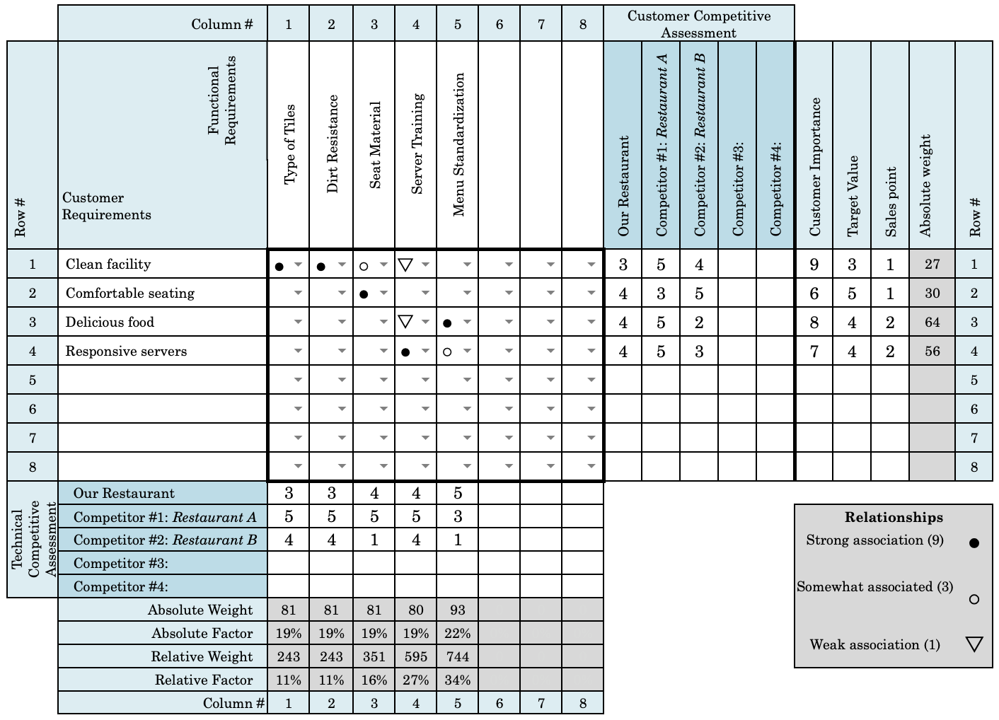 Column # 1 2 3 4 5 6 7 8 Customer Competitive
Assessment
Row #
Customer
Requirements
Functional
Requirements
Type of Tiles
Dirt Resistance
Seat Material
Server Training
Menu Standardization
Our Restaurant
Competitor #1: Restaurant A
Competitor #2: Restaurant B
Competitor #3:
Competitor #4:
Customer Importance
Target Value
Sales point
Absolute weight
Row #
1 Clean facility ● ● ○ ▽ 3 5 4 9 3 1 27 1
2 Comfortable seating ● 4 3 5 6 5 1 30 2
3 Delicious food ▽ ● 4 5 2 8 4 2 64 3
4 Responsive servers ● ○ 4 5 3 7 4 2 56 4
5 5
6 6
7 7
8 8
Technical
Competitive
Assessment
Our Restaurant 3 3 4 4 5
Competitor #1: Restaurant A 5 5 5 5 3
Competitor #2: Restaurant B 4 4 1 4 1
Competitor #3:
Competitor #4:
Absolute Weight 81 81 81 80 93
Absolute Factor 19% 19% 19% 19% 22%
Relative Weight 243 243 351 595 744
Relative Factor 11% 11% 16% 27% 34%
Column # 1 2 3 4 5 6 7 8
Relationships
Strong association (9) ●
Somewhat associated (3) ○
Weak association (1) ▽